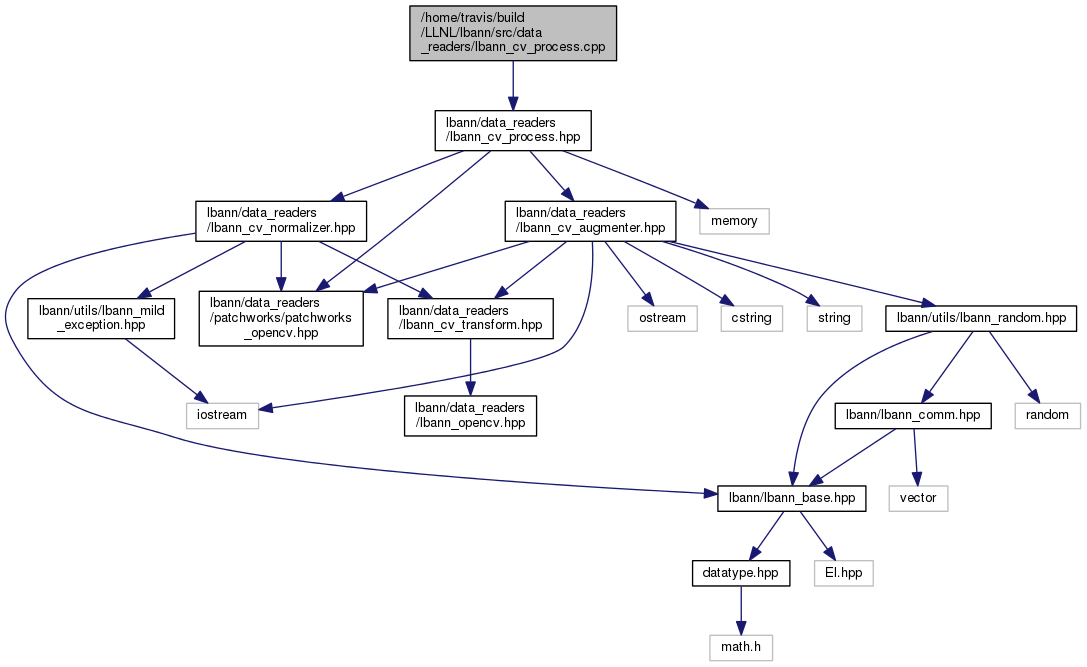 /home/travis/build
/LLNL/lbann/src/data
_readers/lbann_cv_process.cpp
lbann/data_readers
/lbann_cv_process.hpp
lbann/data_readers
/lbann_cv_normalizer.hpp
lbann/data_readers
/lbann_cv_augmenter.hpp
memory
lbann/utils/lbann_mild
_exception.hpp
lbann/data_readers
/patchworks/patchworks
_opencv.hpp
lbann/data_readers
/lbann_cv_transform.hpp
ostream
cstring
string
lbann/utils/lbann_random.hpp
iostream
lbann/data_readers
/lbann_opencv.hpp
lbann/lbann_comm.hpp
random
lbann/lbann_base.hpp
vector
datatype.hpp
El.hpp
math.h